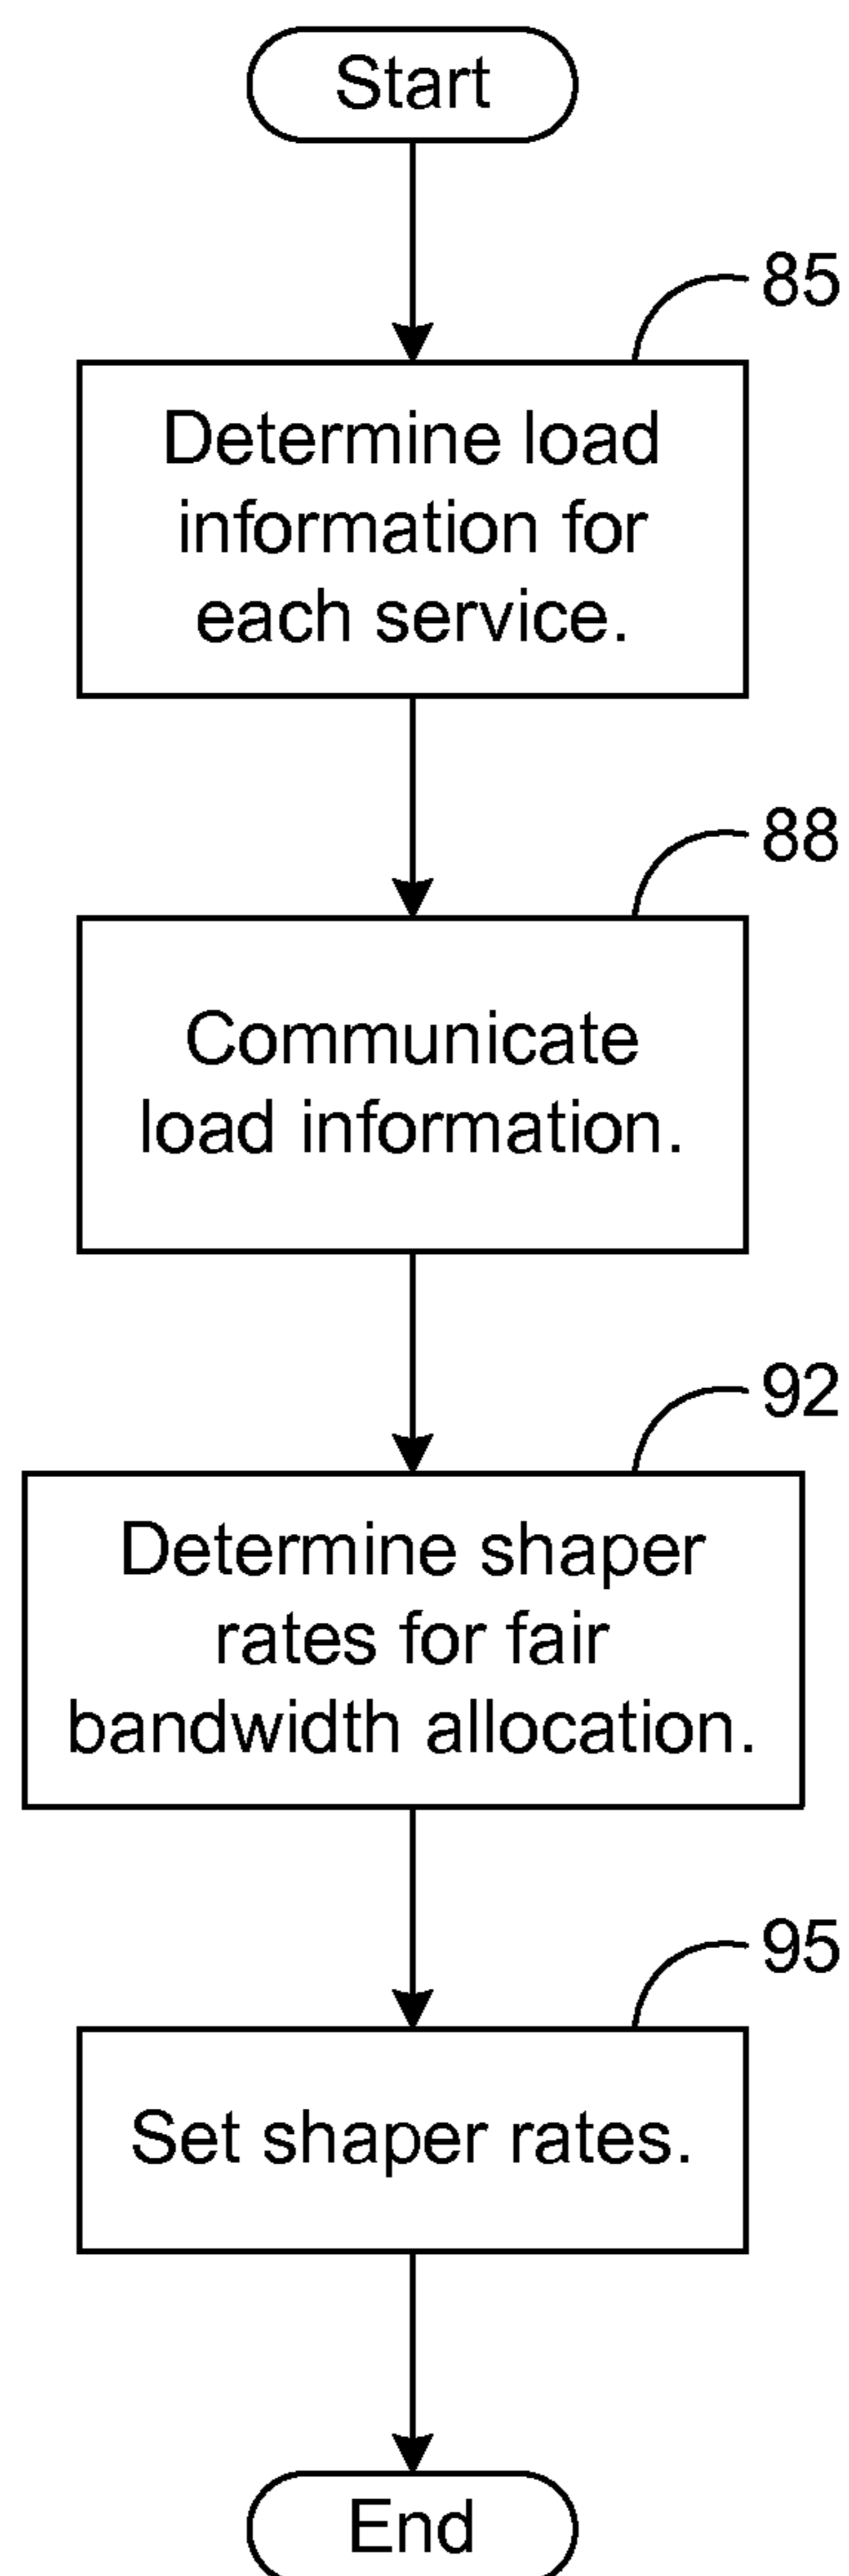 Start
85
Determine load
information for
each service.
88
Communicate
load information.
92
Determine shaper
rates for fair
bandwidth allocation.
95
Set shaper rates.
End